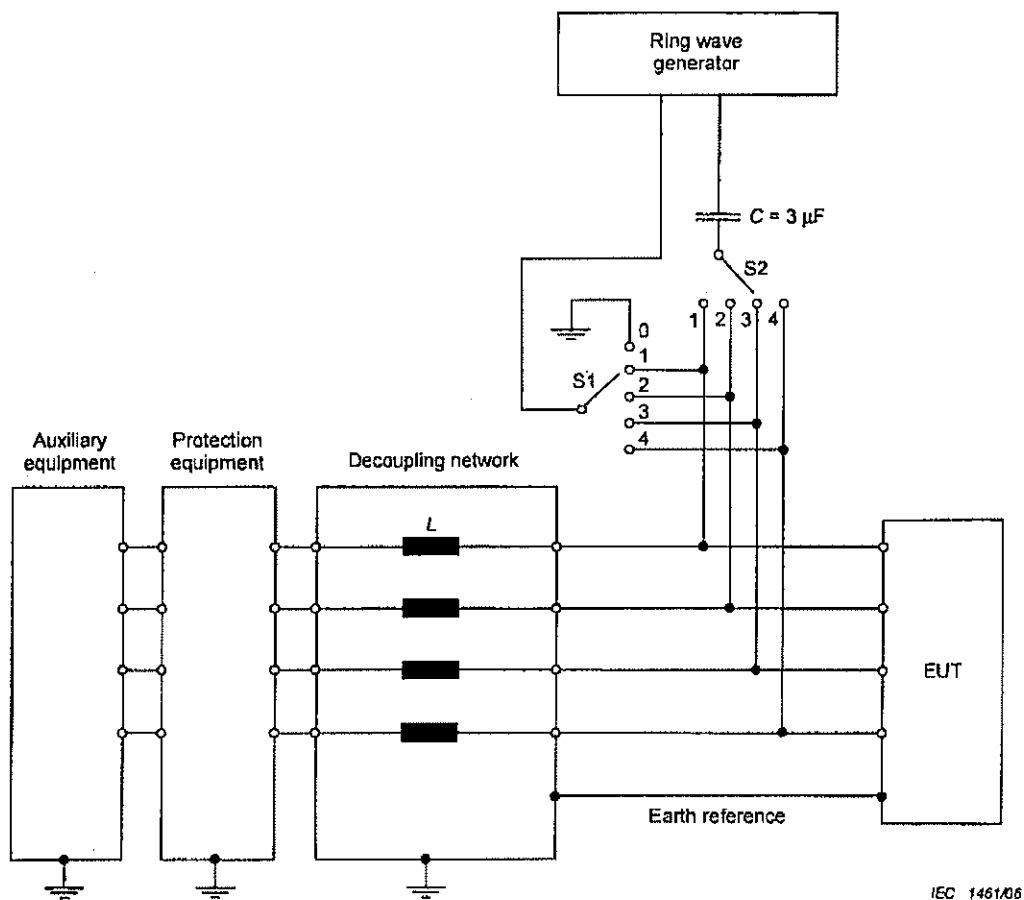 Ring wave
generator
C = 3 µF
S2
1 2 3 4
0
1
S1
2
3
4
Auxiliary
equipment
Protection
equipment
Decoupling network
L
EUT
Earth reference
IEC 1461/06